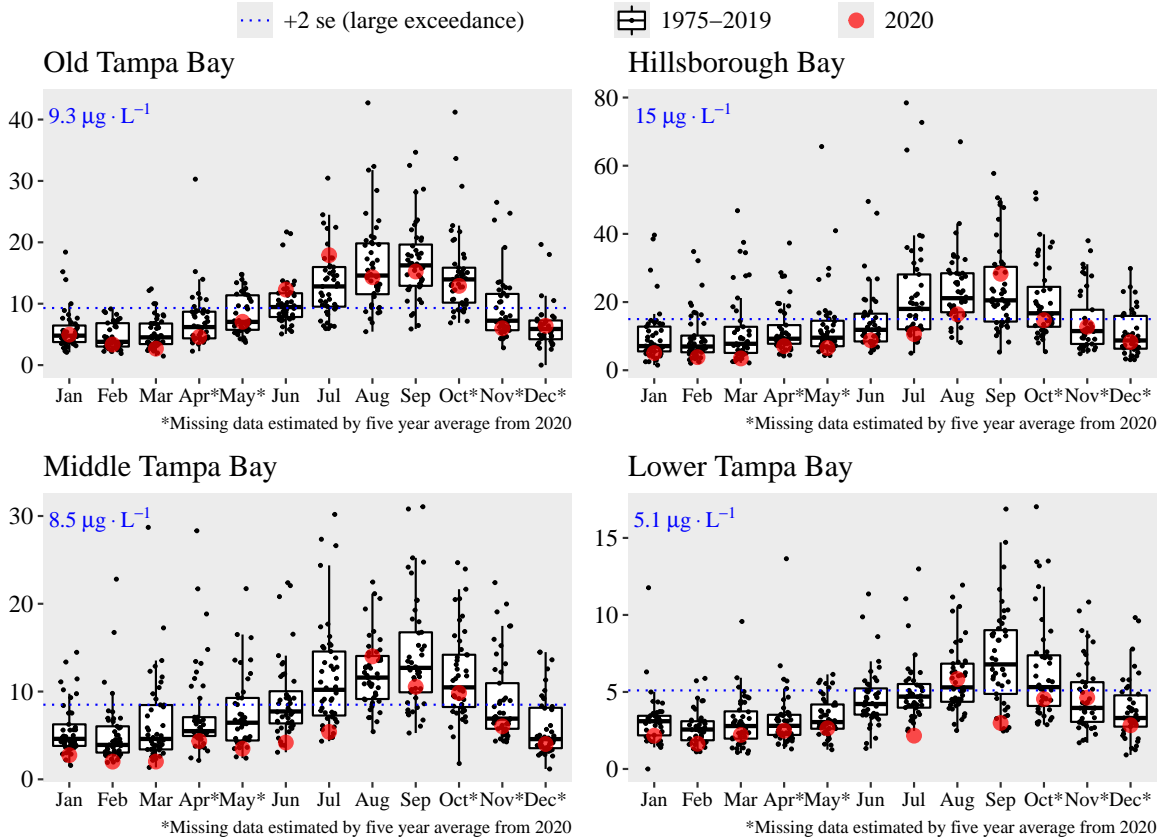 +2 se (large exceedance) 1975−2019 2020
Old Tampa Bay
9.3 μg · L⁻¹
40
30
20
10
0
Jan Feb Mar Apr* May* Jun Jul Aug Sep Oct* Nov* Dec*
*Missing data estimated by five year average from 2020
Hillsborough Bay
15 μg · L⁻¹
80
60
40
20
0
Jan Feb Mar Apr* May* Jun Jul Aug Sep Oct* Nov* Dec*
*Missing data estimated by five year average from 2020
Middle Tampa Bay
8.5 μg · L⁻¹
30
20
10
0
Jan Feb Mar Apr* May* Jun Jul Aug Sep Oct* Nov* Dec*
*Missing data estimated by five year average from 2020
Lower Tampa Bay
5.1 μg · L⁻¹
15
10
5
0
Jan Feb Mar Apr* May* Jun Jul Aug Sep Oct* Nov* Dec*
*Missing data estimated by five year average from 2020